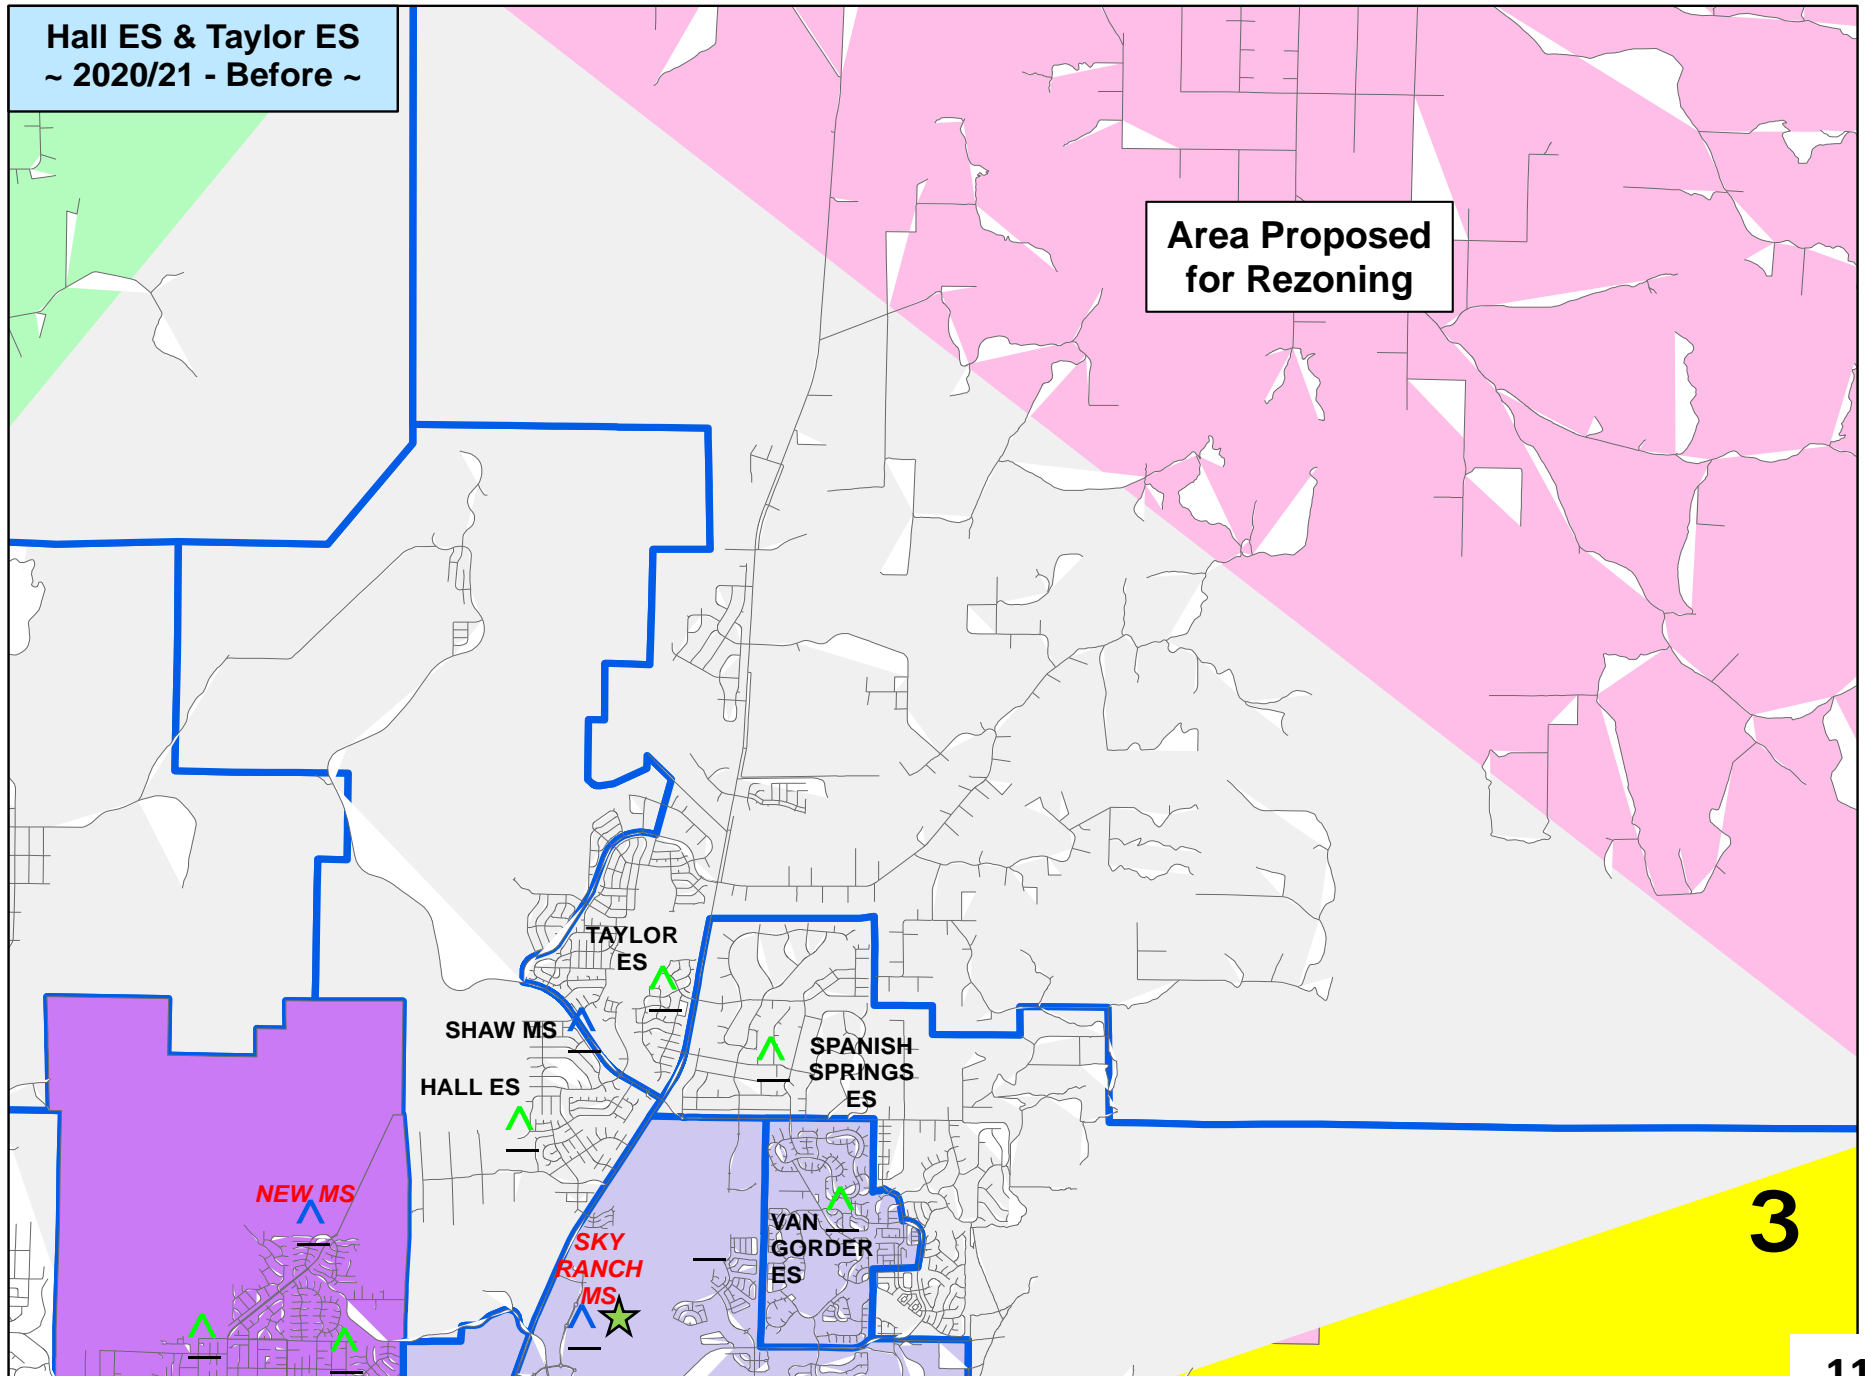 Hall ES & Taylor ES
~ 2020/21 - Before ~
Area Proposed
for Rezoning
TAYLOR
ES
SHAW MS
SPANISH
SPRINGS
ES
HALL ES
NEW MS
VAN
GORDER
ES
SKY
RANCH
MS
3
11